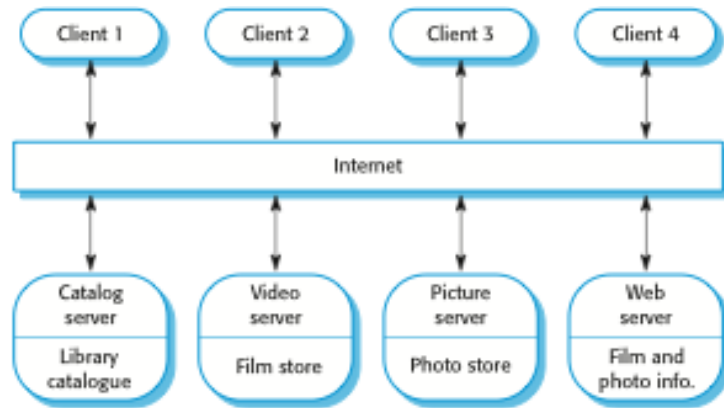 Client 1
Client 2
Client 3
Client 4
Internet
Catalog
server
Library
catalogue
Video
server
Film store
Picture
server
Photo store
Web
server
Film and
photo info.